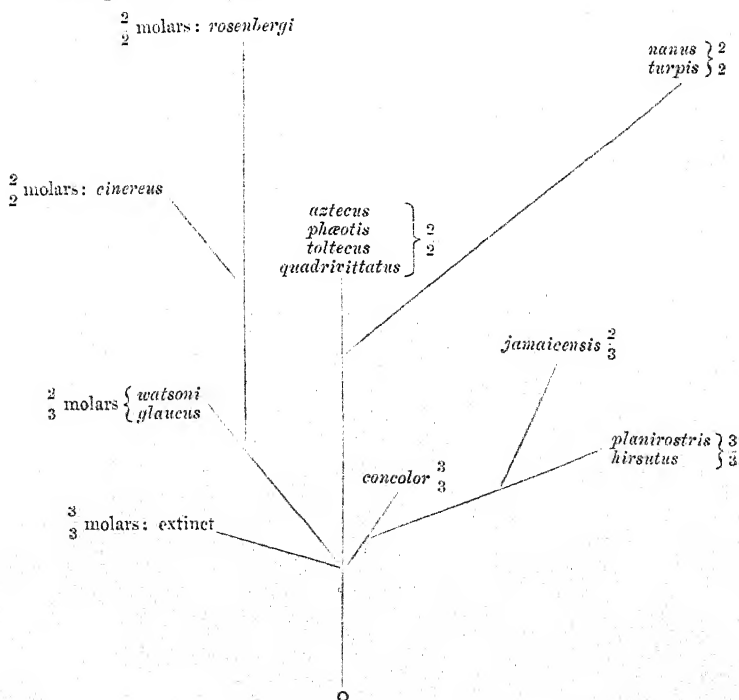 2/2 molars: rosenbergi
nanus } 2
turpis } 2
2/2 molars: cinereus
aztecus
phæotis
toltecus
quadrivittatus } 2/2
jamaicensis 2/3
2/3 molars { watsoni
glaucus
planirostris } 3
hirsutus } 3
concolor 3/3
3/3 molars: extinct